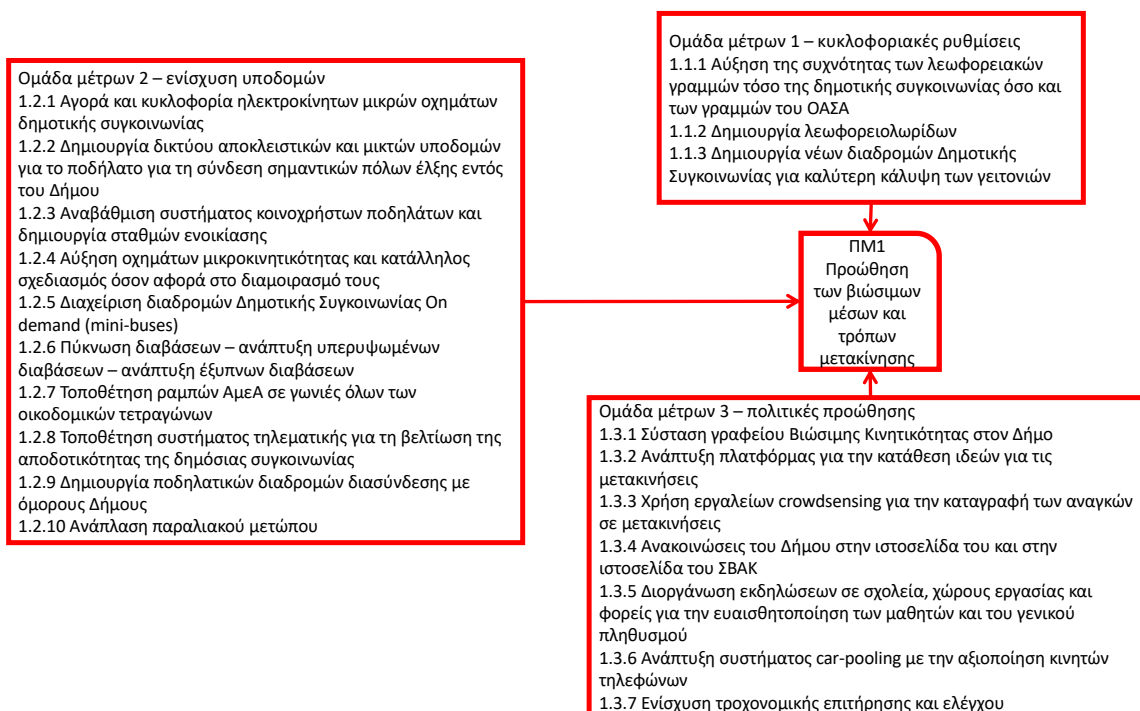 Ομάδα μέτρων 1 – κυκλοφοριακές ρυθμίσεις
1.1.1 Αύξηση της συχνότητας των λεωφορειακών
γραμμών τόσο της δημοτικής συγκοινωνίας όσο και
των γραμμών του ΟΑΣΑ
1.1.2 Δημιουργία λεωφορειολωρίδων
1.1.3 Δημιουργία νέων διαδρομών Δημοτικής
Συγκοινωνίας για καλύτερη κάλυψη των γειτονιών
Ομάδα μέτρων 2 – ενίσχυση υποδομών
1.2.1 Αγορά και κυκλοφορία ηλεκτροκίνητων μικρών οχημάτων
δημοτικής συγκοινωνίας
1.2.2 Δημιουργία δικτύου αποκλειστικών και μικτών υποδομών
για το ποδήλατο για τη σύνδεση σημαντικών πόλων έλξης εντός
του Δήμου
1.2.3 Αναβάθμιση συστήματος κοινοχρήστων ποδηλάτων και
δημιουργία σταθμών ενοικίασης
1.2.4 Αύξηση οχημάτων μικροκινητικότητας και κατάλληλος
σχεδιασμός όσον αφορά στο διαμοιρασμό τους
1.2.5 Διαχείριση διαδρομών Δημοτικής Συγκοινωνίας On
demand (mini-buses)
1.2.6 Πύκνωση διαβάσεων – ανάπτυξη υπερυψωμένων
διαβάσεων – ανάπτυξη έξυπνων διαβάσεων
1.2.7 Τοποθέτηση ραμπών ΑμεΑ σε γωνιές όλων των
οικοδομικών τετραγώνων
1.2.8 Τοποθέτηση συστήματος τηλεματικής για τη βελτίωση της
αποδοτικότητας της δημόσιας συγκοινωνίας
1.2.9 Δημιουργία ποδηλατικών διαδρομών διασύνδεσης με
όμορους Δήμους
1.2.10 Ανάπλαση παραλιακού μετώπου
ΠΜ1
Προώθηση
των βιώσιμων
μέσων και
τρόπων
μετακίνησης
Ομάδα μέτρων 3 – πολιτικές προώθησης
1.3.1 Σύσταση γραφείου Βιώσιμης Κινητικότητας στον Δήμο
1.3.2 Ανάπτυξη πλατφόρμας για την κατάθεση ιδεών για τις
μετακινήσεις
1.3.3 Χρήση εργαλείων crowdsensing για την καταγραφή των αναγκών
σε μετακινήσεις
1.3.4 Ανακοινώσεις του Δήμου στην ιστοσελίδα του και στην
ιστοσελίδα του ΣΒΑΚ
1.3.5 Διοργάνωση εκδηλώσεων σε σχολεία, χώρους εργασίας και
φορείς για την ευαισθητοποίηση των μαθητών και του γενικού
πληθυσμού
1.3.6 Ανάπτυξη συστήματος car-pooling με την αξιοποίηση κινητών
τηλεφώνων
1.3.7 Ενίσχυση τροχονομικής επιτήρησης και ελέγχου